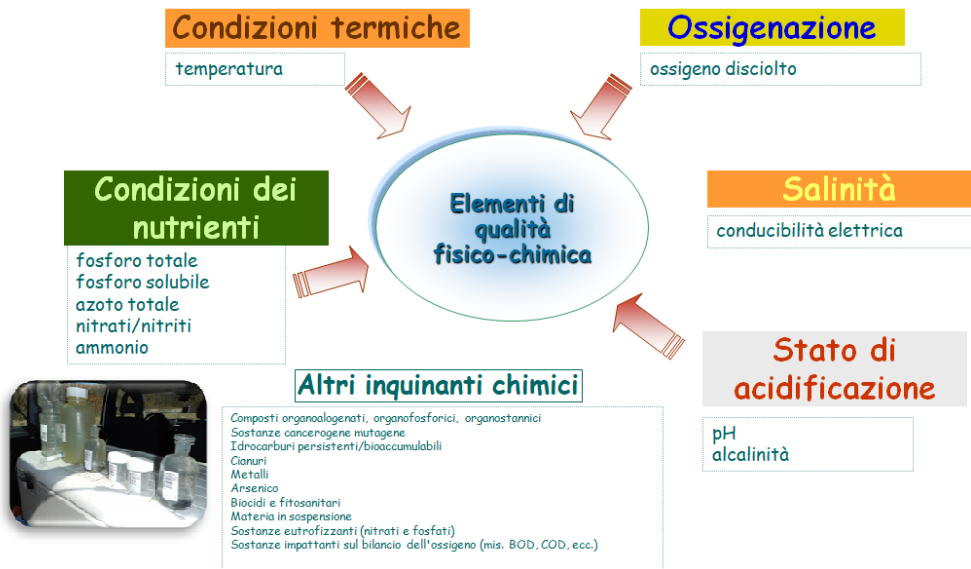 Condizioni termiche
temperatura
Ossigenazione
ossigeno disciolto
Condizioni dei
nutrienti
fosforo totale
fosforo solubile
azoto totale
nitrati/nitriti
ammonio
Elementi di
qualità
fisico-chimica
Salinità
conducibilità elettrica
Stato di
acidificazione
pH
alcalinità
Altri inquinanti chimici
Composti organoalogenati, organofosforici, organostannici
Sostanze cancerogene mutagene
Idrocarburi persistenti/bioaccumulabili
Cianuri
Metalli
Arsenico
Biocidi e fitosanitari
Materia in sospensione
Sostanze eutrofizzanti (nitrati e fosfati)
Sostanze impattanti sul bilancio dell'ossigeno (mis. BOD, COD, ecc.)